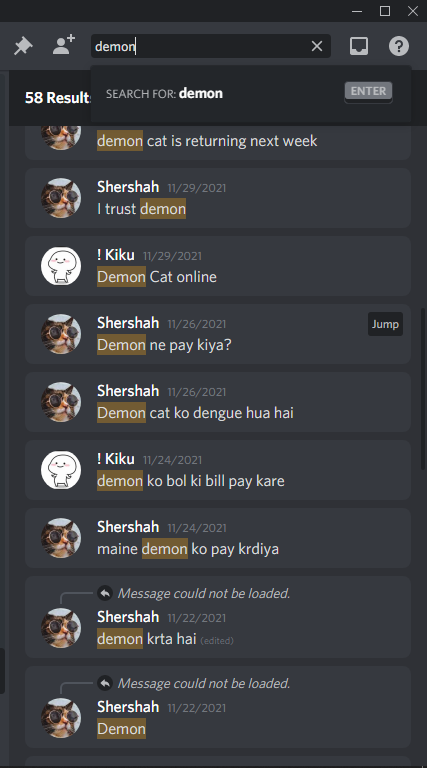 demon
58 Results
SEARCH FOR: demon
ENTER
demon cat is returning next week
Shershah 11/29/2021
I trust demon
! Kiku 11/29/2021
Demon Cat online
Shershah 11/26/2021
Jump
Demon ne pay kiya?
Shershah 11/26/2021
Demon cat ko dengue hua hai
! Kiku 11/24/2021
demon ko bol ki bill pay kare
Shershah 11/24/2021
maine demon ko pay krdiya
Message could not be loaded.
Shershah 11/22/2021
demon krta hai (edited)
Message could not be loaded.
Shershah 11/22/2021
Demon